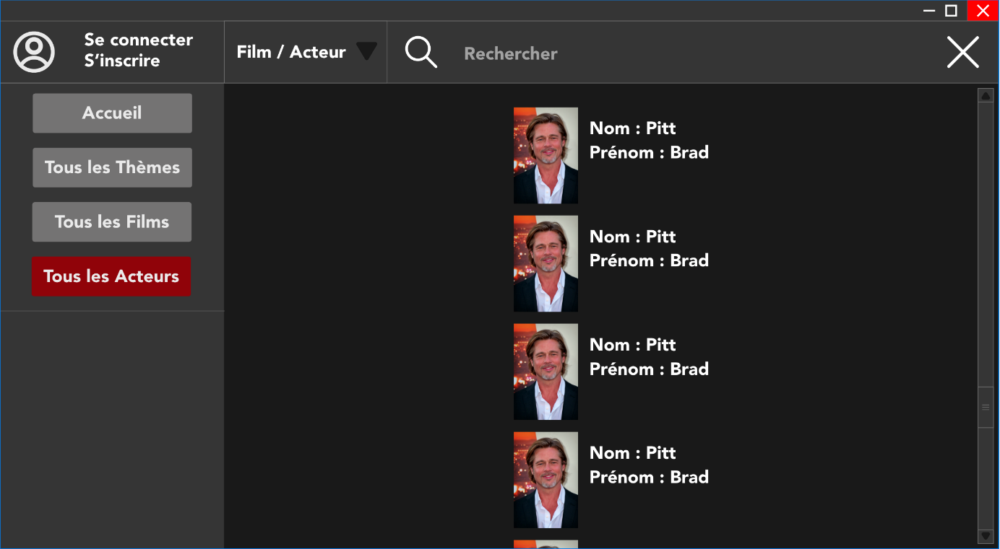 Se connecter
S’inscrire
Film / Acteur
Rechercher
Accueil
Tous les Thèmes
Tous les Films
Tous les Acteurs
Nom : Pitt
Prénom : Brad
Nom : Pitt
Prénom : Brad
Nom : Pitt
Prénom : Brad
Nom : Pitt
Prénom : Brad